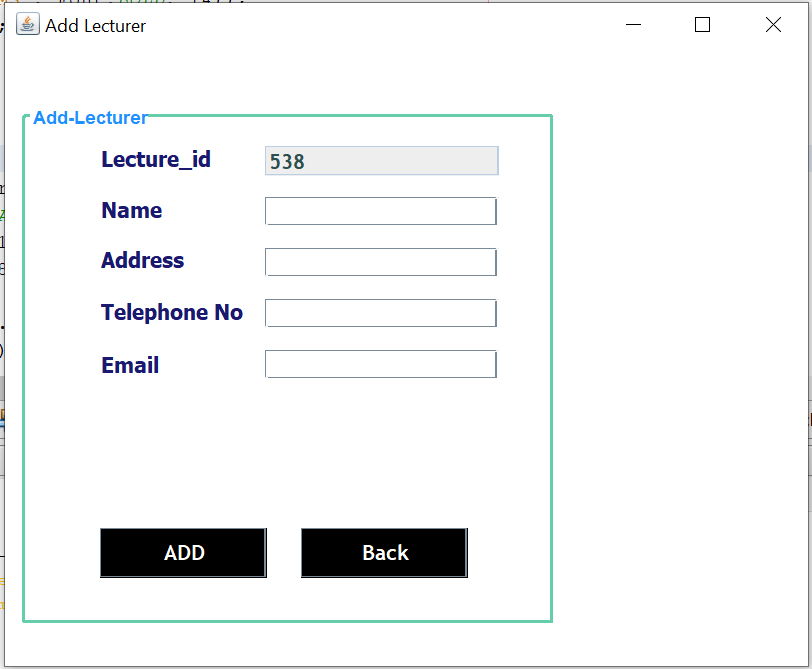 Add Lecturer
Add-Lecturer
Lecture_id 538
Name
Address
Telephone No
Email
ADD Back